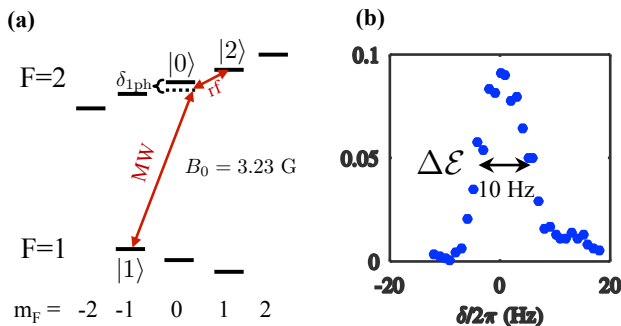 (a)
F=2
δ1ph
|0⟩
|2⟩
rf
MW
B0 = 3.23 G
F=1
|1⟩
mF = -2 -1 0 1 2
(b)
0.1
0.05
0
Δℰ
10 Hz
-20 0 20
δ/2π (Hz)